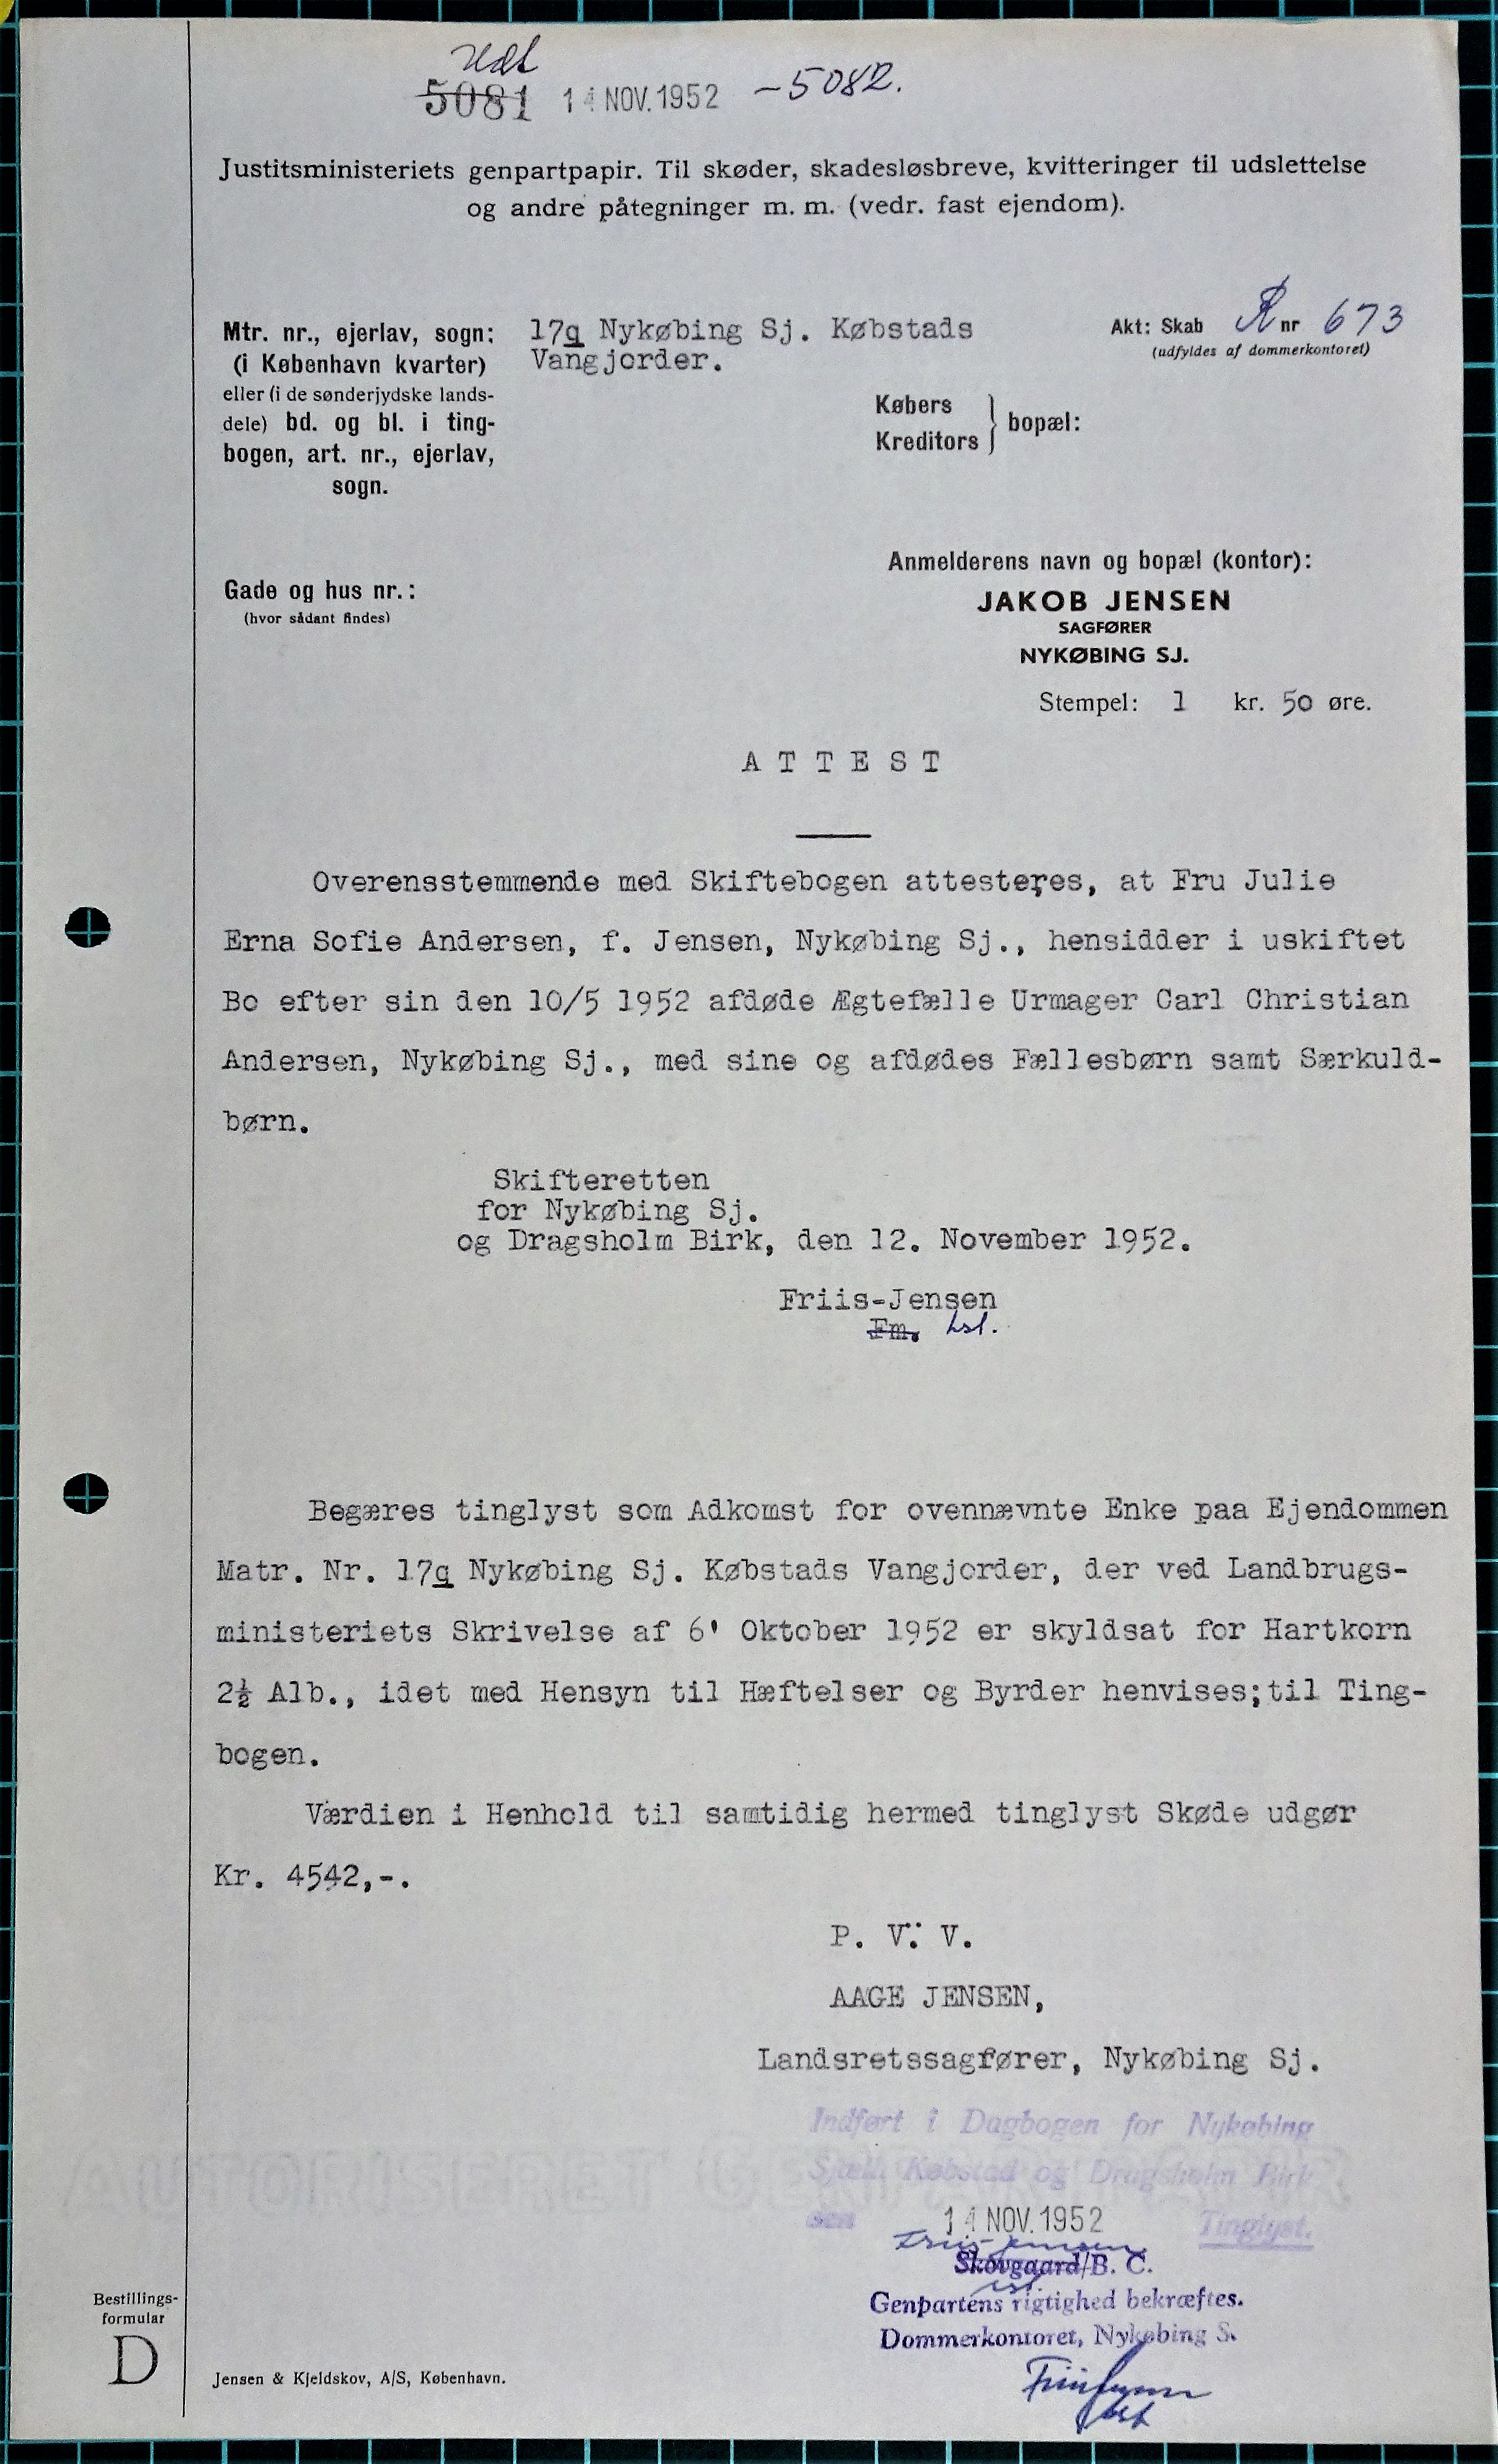 Udt
5081 14 NOV. 1952 - 5082.
Justitsministeriets genpartpapir. Til skøder, skadesløsbreve, kvitteringer til udslettelse
og andre påtegninger m. m. (vedr. fast ejendom).
Mtr. nr., ejerlav, sogn: 17q Nykøbing Sj. Købstads
(i København kvarter) Vangjorder.
eller (i de sønderjydske lands-
dele) bd. og bl. i ting-
bogen, art. nr., ejerlav,
sogn.
Akt: Skab R nr 673
(udfyldes af dommerkontoret)
Købers
Kreditors } bopæl:
Gade og hus nr.:
(hvor sådant findes)
Anmelderens navn og bopæl (kontor):
JAKOB JENSEN
SAGFØRER
NYKØBING SJ.
Stempel: 1 kr. 50 øre.
ATTEST
Overensstemmende med Skiftebogen attesteres, at Fru Julie
Erna Sofie Andersen, f. Jensen, Nykøbing Sj., hensidder i uskiftet
Bo efter sin den 10/5 1952 afdøde Ægtefælle Urmager Carl Christian
Andersen, Nykøbing Sj., med sine og afdødes Fællesbørn samt Særkuld-
børn.
Skifteretten
for Nykøbing Sj.
og Dragsholm Birk, den 12. November 1952.
Friis-Jensen
Fm. hst.
Begæres tinglyst som Adkomst for ovennævnte Enke paa Ejendommen
Matr. Nr. 17q Nykøbing Sj. Købstads Vangjorder, der ved Landbrugs-
ministeriets Skrivelse af 6' Oktober 1952 er skyldsat for Hartkorn
2½ Alb., idet med Hensyn til Hæftelser og Byrder henvises;til Ting-
bogen.
Værdien i Henhold til samtidig hermed tinglyst Skøde udgør
Kr. 4542,-.
P. V. V.
AAGE JENSEN,
Landsretssagfører, Nykøbing Sj.
Indført i Dagbogen for Nykøbing
Sjæll. Købstad og Dragsholm Birk
den 14 NOV. 1952 Tinglyst.
Friis-Jensen
Skovgaard/B. C.
hst.
Genpartens rigtighed bekræftes.
Dommerkontoret, Nykøbing S.
Friis-Jensen
hst
Bestillings-
formular
D
Jensen & Kjeldskov, A/S, København.